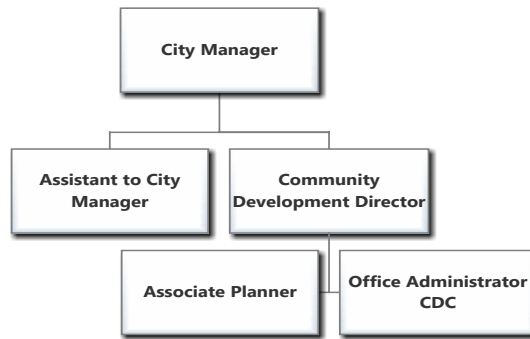 City Manager
Assistant to City
Manager
Community
Development Director
Associate Planner
Office Administrator
CDC